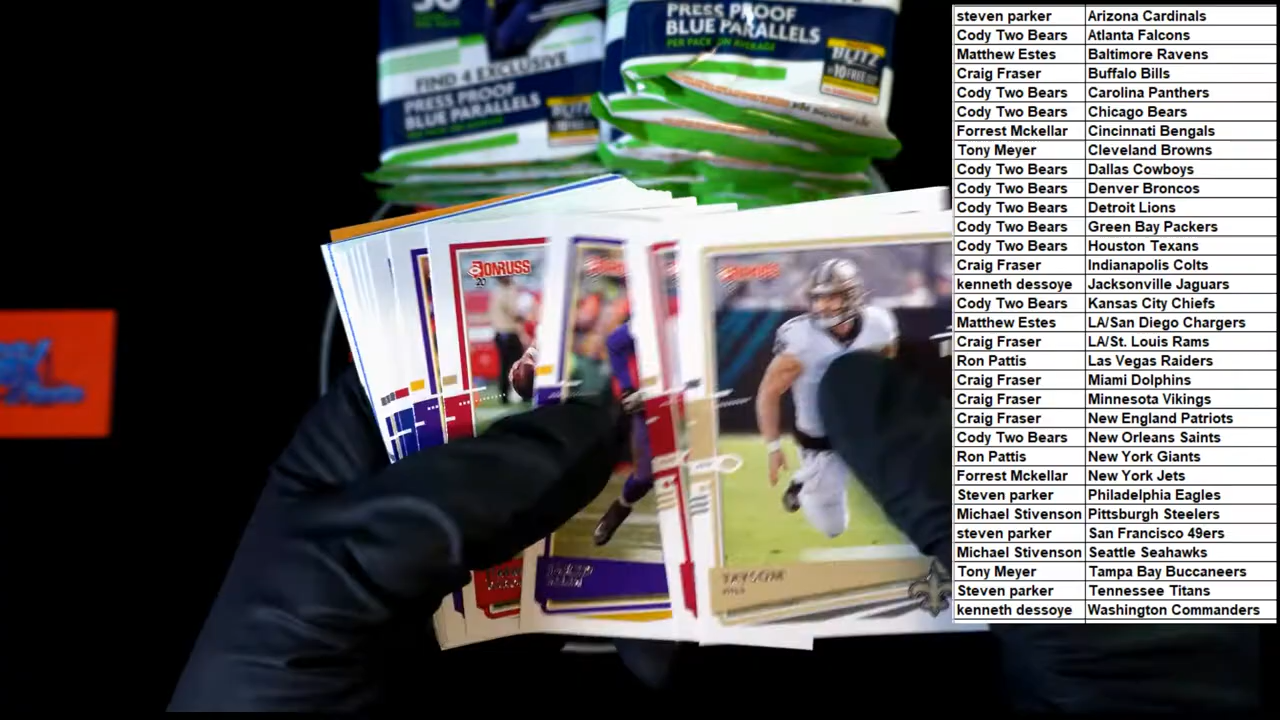 FIND 4 EXCLUSIVE
PRESS PROOF
BLUE PARALLELS
PER PACK ON AVERAGE
PRESS PROOF
BLUE PARALLELS
PER PACK ON AVERAGE
BLITZ
DONRUSS
20
DONRUSS
TAYSOM
HILL
steven parker Arizona Cardinals
Cody Two Bears Atlanta Falcons
Matthew Estes Baltimore Ravens
Craig Fraser Buffalo Bills
Cody Two Bears Carolina Panthers
Cody Two Bears Chicago Bears
Forrest Mckellar Cincinnati Bengals
Tony Meyer Cleveland Browns
Cody Two Bears Dallas Cowboys
Cody Two Bears Denver Broncos
Cody Two Bears Detroit Lions
Cody Two Bears Green Bay Packers
Cody Two Bears Houston Texans
Craig Fraser Indianapolis Colts
kenneth dessoye Jacksonville Jaguars
Cody Two Bears Kansas City Chiefs
Matthew Estes LA/San Diego Chargers
Craig Fraser LA/St. Louis Rams
Ron Pattis Las Vegas Raiders
Craig Fraser Miami Dolphins
Craig Fraser Minnesota Vikings
Craig Fraser New England Patriots
Cody Two Bears New Orleans Saints
Ron Pattis New York Giants
Forrest Mckellar New York Jets
Steven parker Philadelphia Eagles
Michael Stivenson Pittsburgh Steelers
steven parker San Francisco 49ers
Michael Stivenson Seattle Seahawks
Tony Meyer Tampa Bay Buccaneers
Steven parker Tennessee Titans
kenneth dessoye Washington Commanders